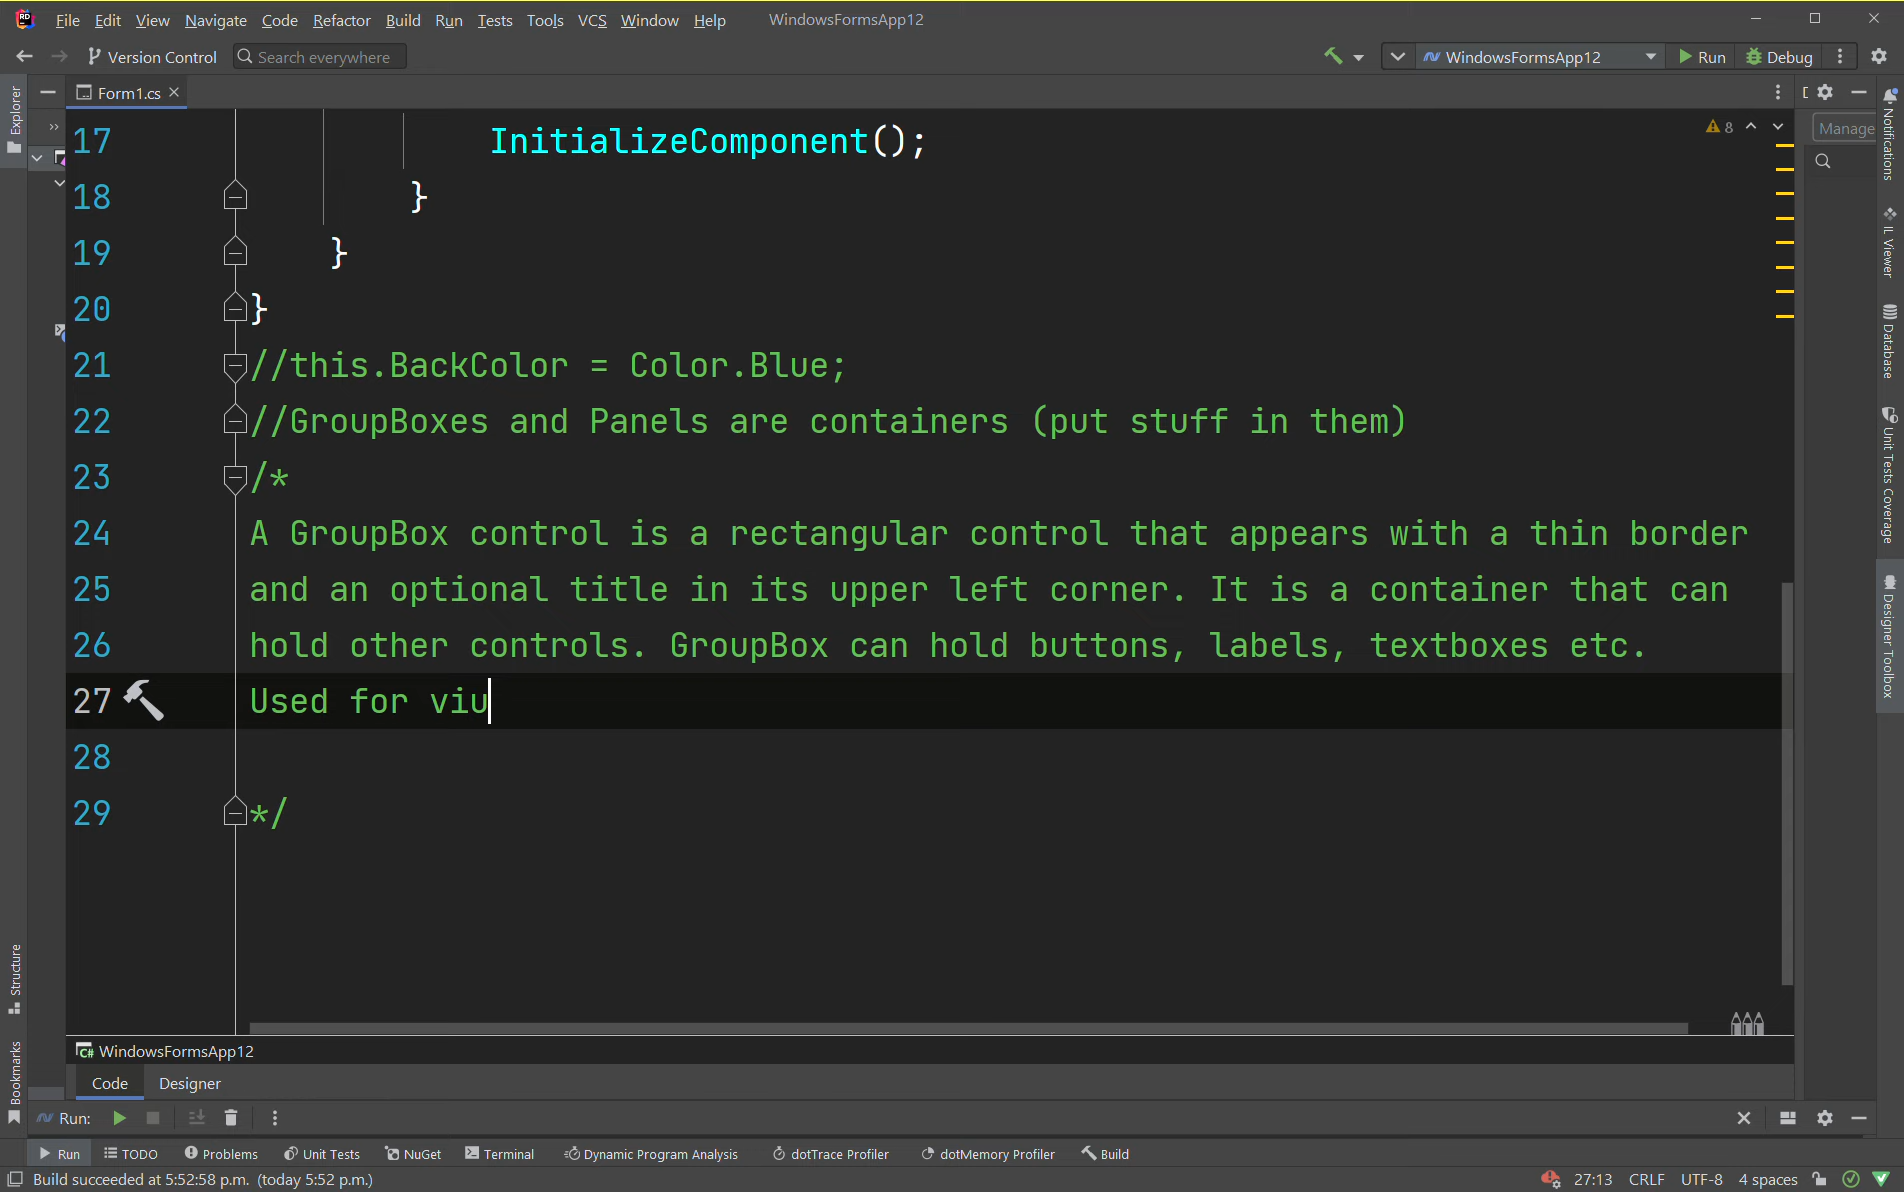 File Edit View Navigate Code Refactor Build Run Tests Tools VCS Window Help WindowsFormsApp12
Version Control Search everywhere WindowsFormsApp12 Run Debug
Explorer
Form1.cs
17 InitializeComponent();
8
Manage
18 }
19 }
20 }
21 //this.BackColor = Color.Blue;
22 //GroupBoxes and Panels are containers (put stuff in them)
23 /*
24 A GroupBox control is a rectangular control that appears with a thin border
25 and an optional title in its upper left corner. It is a container that can
26 hold other controls. GroupBox can hold buttons, labels, textboxes etc.
27 Used for viu
28
29 */
Notifications
IL Viewer
Database
Unit Tests Coverage
Designer Toolbox
Structure
Bookmarks
C# WindowsFormsApp12
Code Designer
Run:
Run TODO Problems Unit Tests NuGet Terminal Dynamic Program Analysis dotTrace Profiler dotMemory Profiler Build
Build succeeded at 5:52:58 p.m. (today 5:52 p.m.) 27:13 CRLF UTF-8 4 spaces